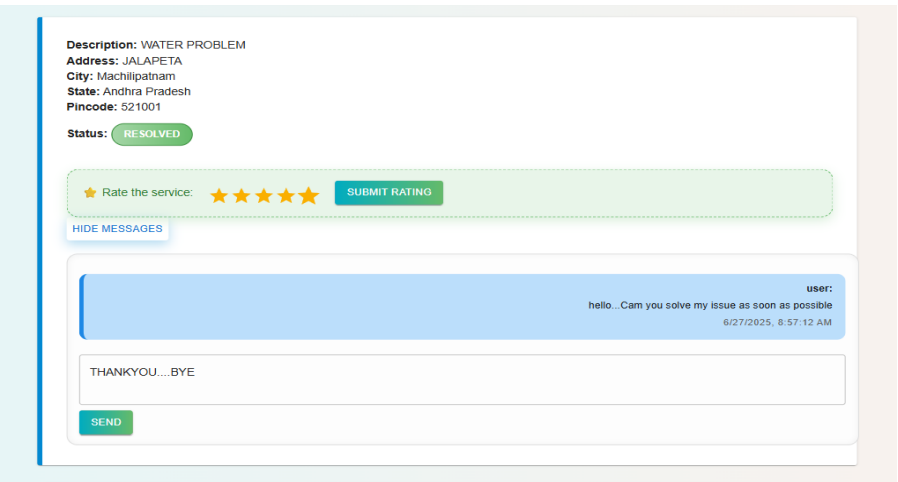 Description: WATER PROBLEM
Address: JALAPETA
City: Machilipatnam
State: Andhra Pradesh
Pincode: 521001
Status: RESOLVED
Rate the service: SUBMIT RATING
HIDE MESSAGES
user:
hello...Cam you solve my issue as soon as possible
6/27/2025, 8:57:12 AM
THANKYOU....BYE
SEND